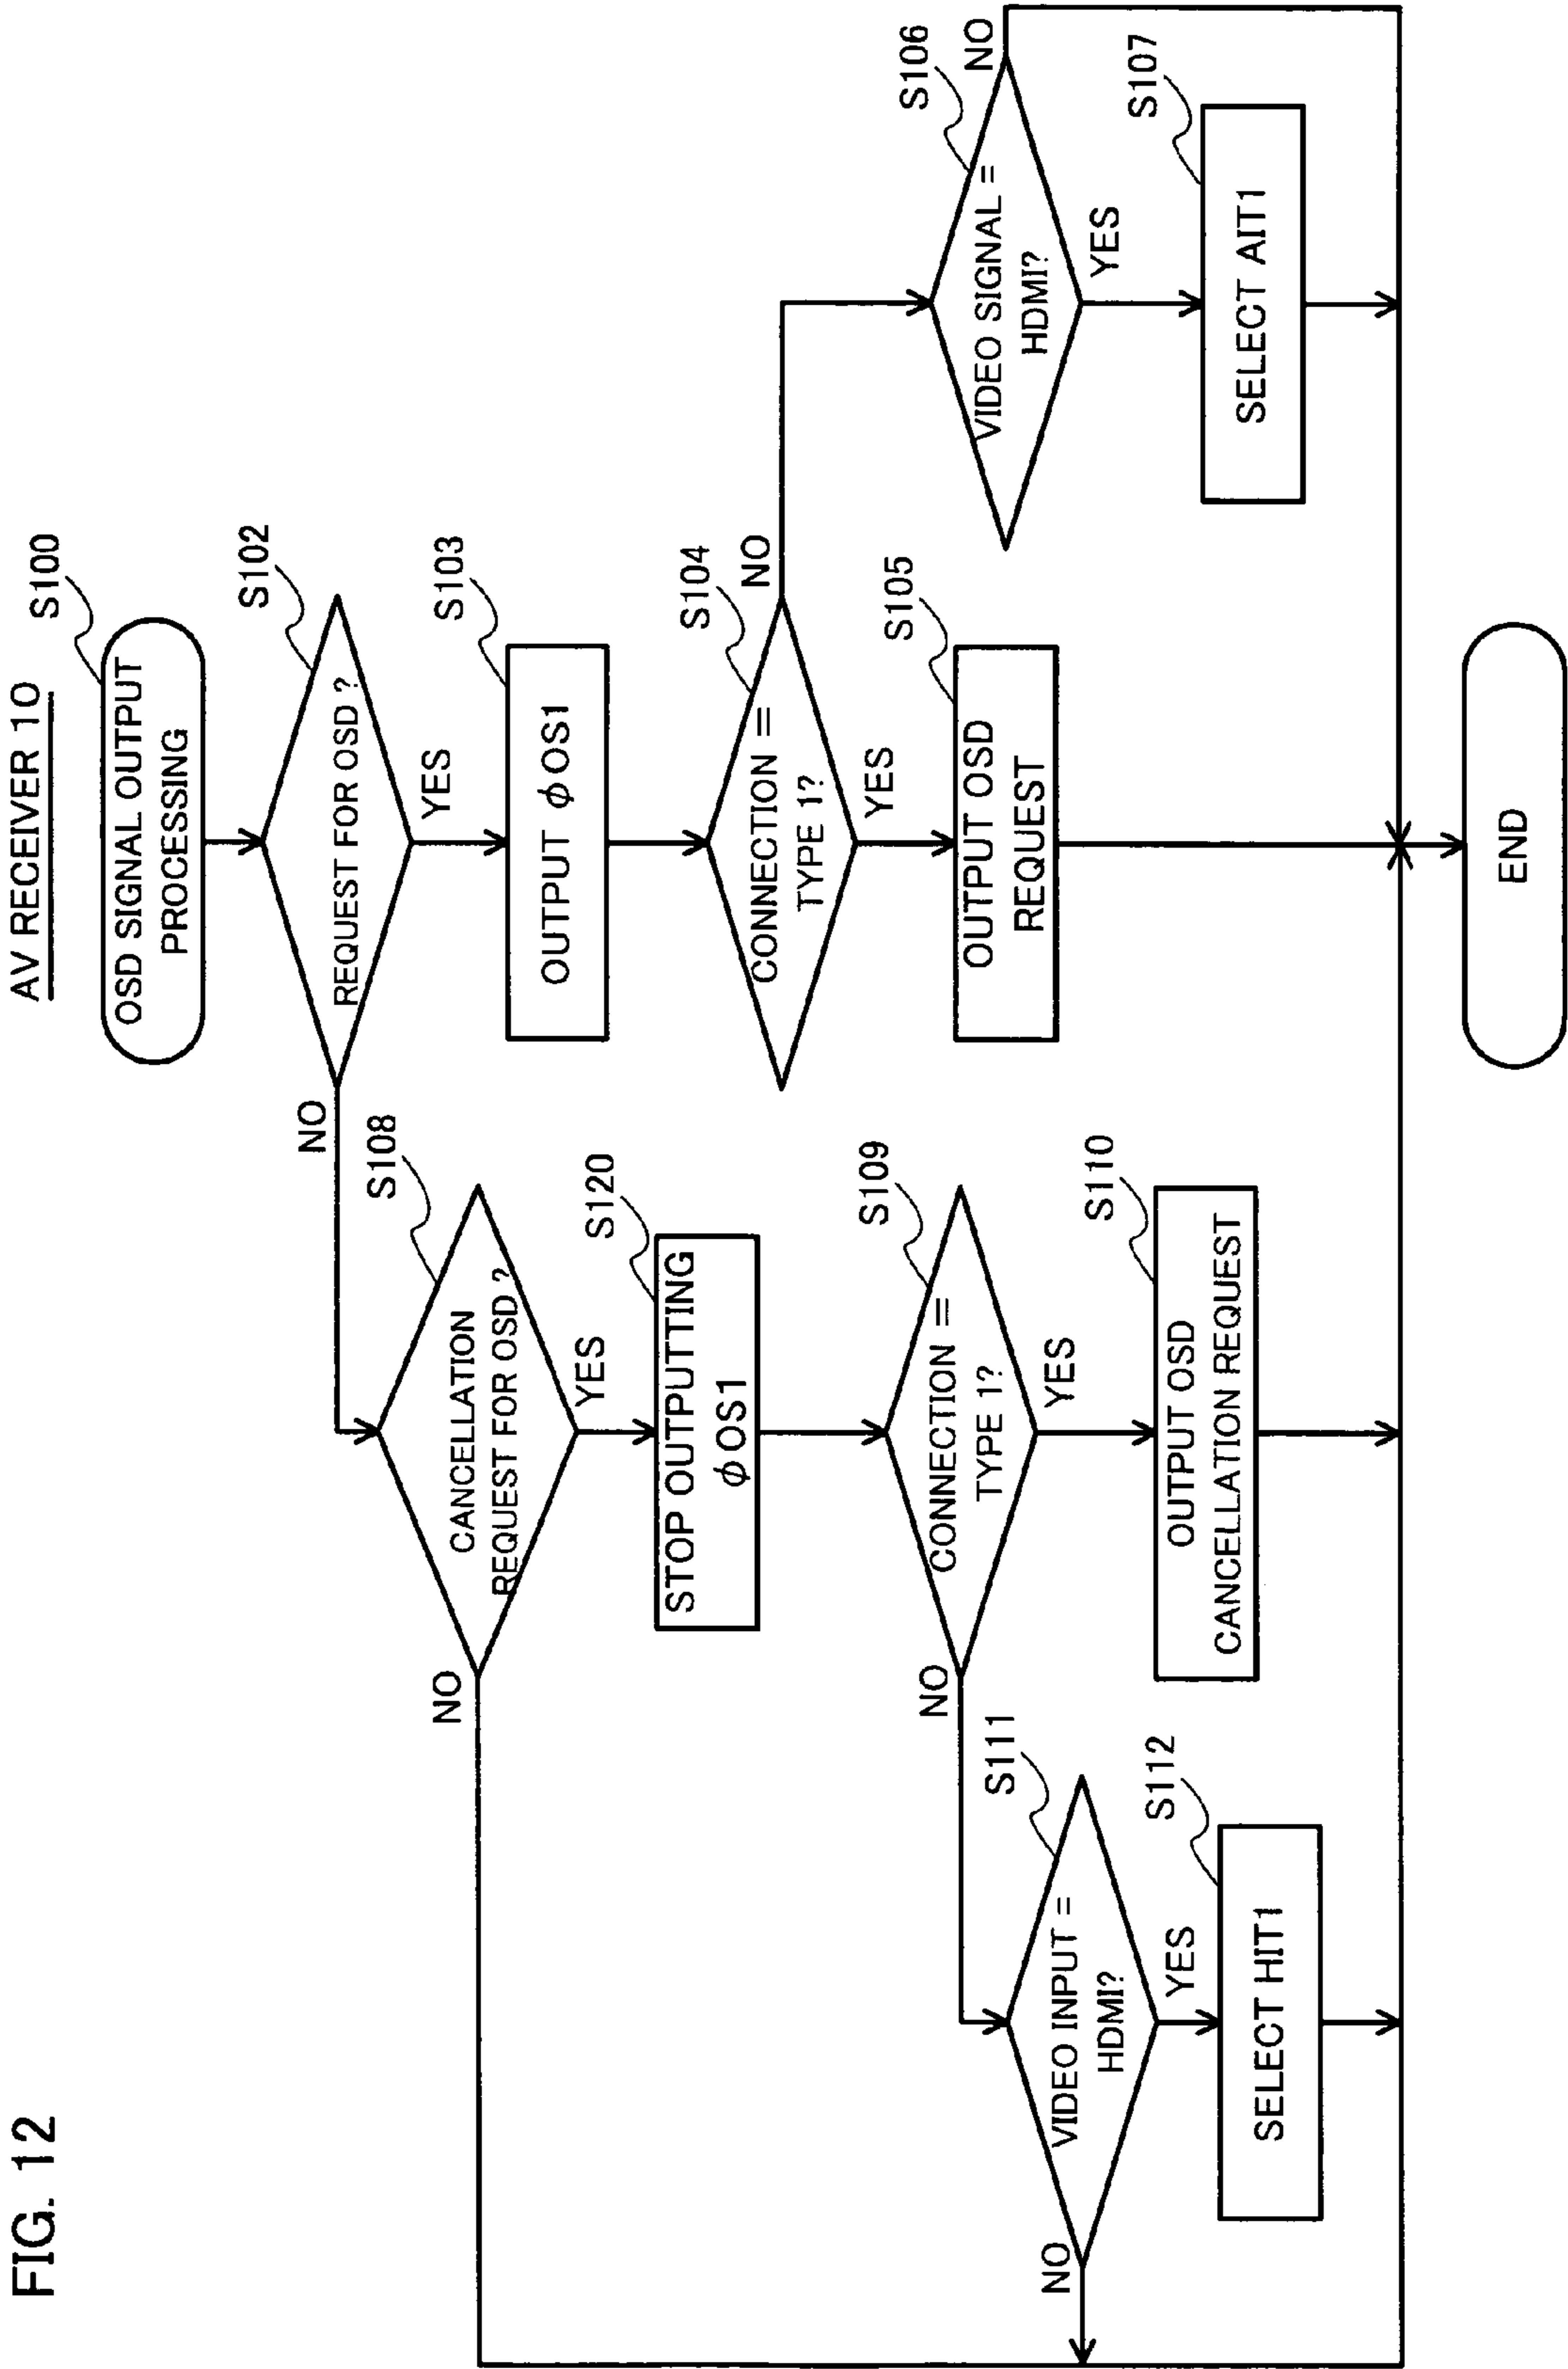 FIG. 12
AV RECEIVER 10
S100
OSD SIGNAL OUTPUT
PROCESSING
S102
REQUEST FOR OSD ?
NO
YES
S103
OUTPUT φ OS1
S104
CONNECTION =
TYPE 1?
NO
YES
S105
OUTPUT OSD
REQUEST
S106
VIDEO SIGNAL =
HDMI?
NO
YES
S107
SELECT AIT1
S108
CANCELLATION
REQUEST FOR OSD ?
NO
YES
S120
STOP OUTPUTTING
φ OS1
S109
CONNECTION =
TYPE 1?
NO
YES
S110
OUTPUT OSD
CANCELLATION REQUEST
S111
VIDEO INPUT =
HDMI?
NO
YES
S112
SELECT HIT1
END